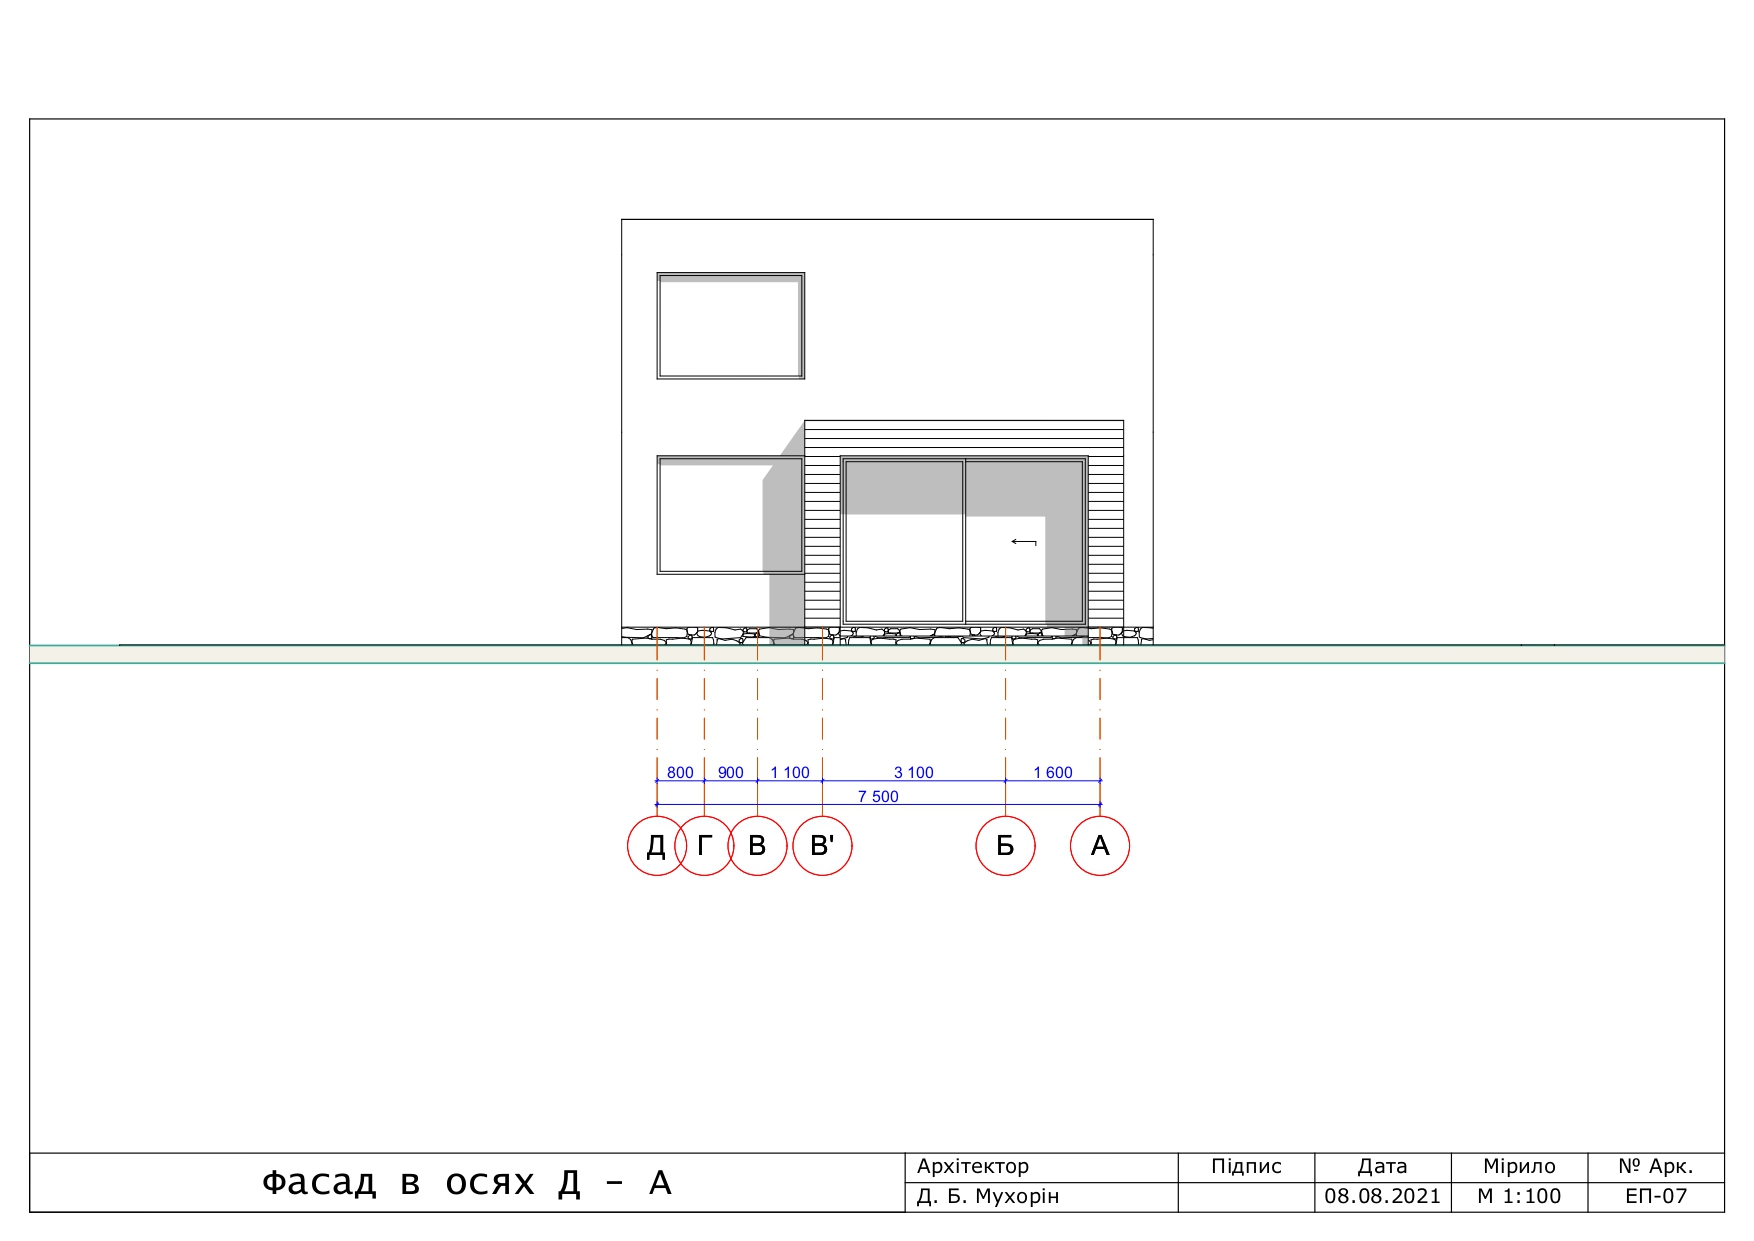 800 900 1 100 3 100 1 600
7 500
Д Г В В' Б А
Фасад в осях Д - А
Архітектор Підпис Дата Мірило № Арк.
Д. Б. Мухорін 08.08.2021 М 1:100 ЕП-07